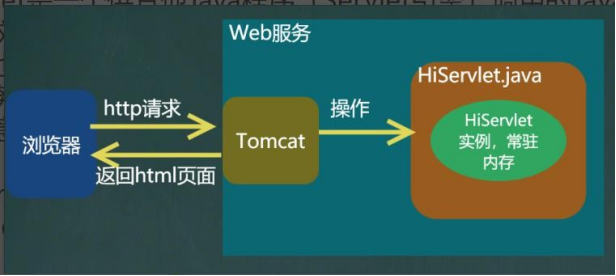 Web服务
HiServlet.java
http请求
操作
HiServlet
实例，常驻
内存
浏览器
Tomcat
返回html页面